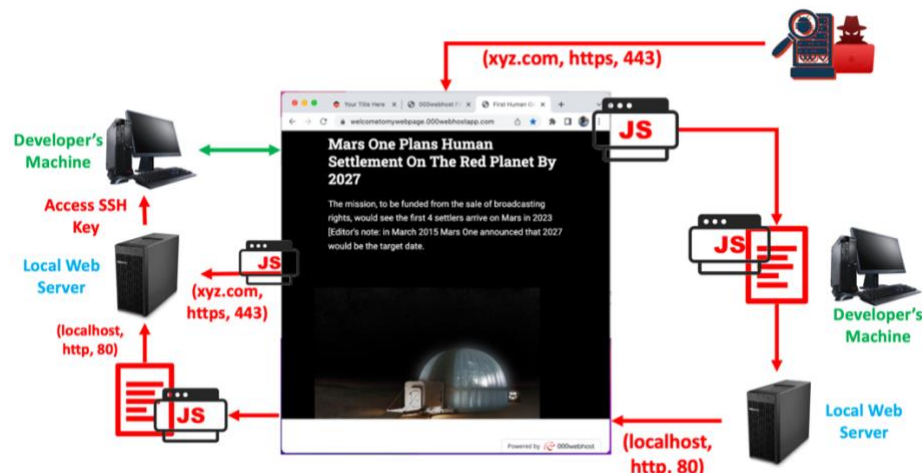 (xyz.com, https, 443)
Your Title Here
000webhost
First Human
welcometomywebpage.000webhostapp.com
JS
Developer's
Machine
Mars One Plans Human
Settlement On The Red Planet By
2027
The mission, to be funded from the sale of broadcasting
rights, would see the first 4 settlers arrive on Mars in 2023
[Editor's note: in March 2015 Mars One announced that 2027
would be the target date.
Access SSH
Key
JS
Local Web
Server
JS
(xyz.com,
https, 443)
Developer's
Machine
(localhost,
http, 80)
JS
Local Web
Server
Powered by 000webhost
(localhost,
http, 80)